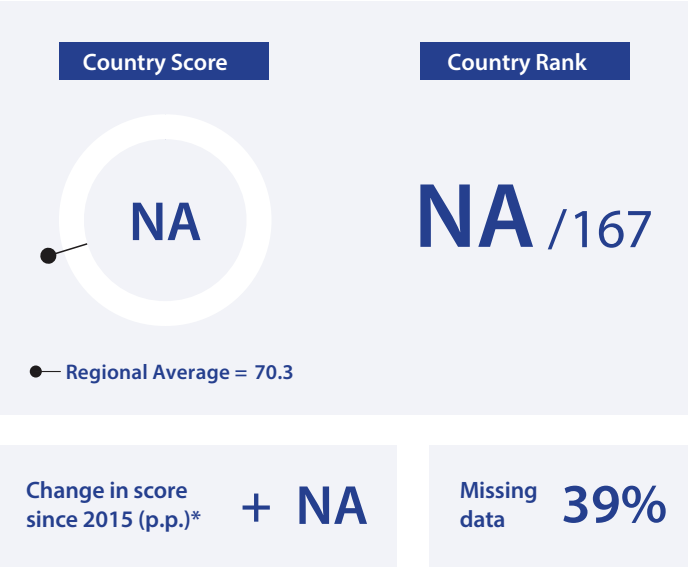 Country Score
Country Rank
NA
NA /167
Regional Average = 70.3
Change in score
since 2015 (p.p.)*
+ NA
Missing
data
39%